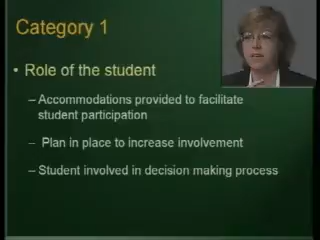 Category 1
• Role of the student
– Accommodations provided to facilitate
student participation
– Plan in place to increase involvement
– Student involved in decision making process